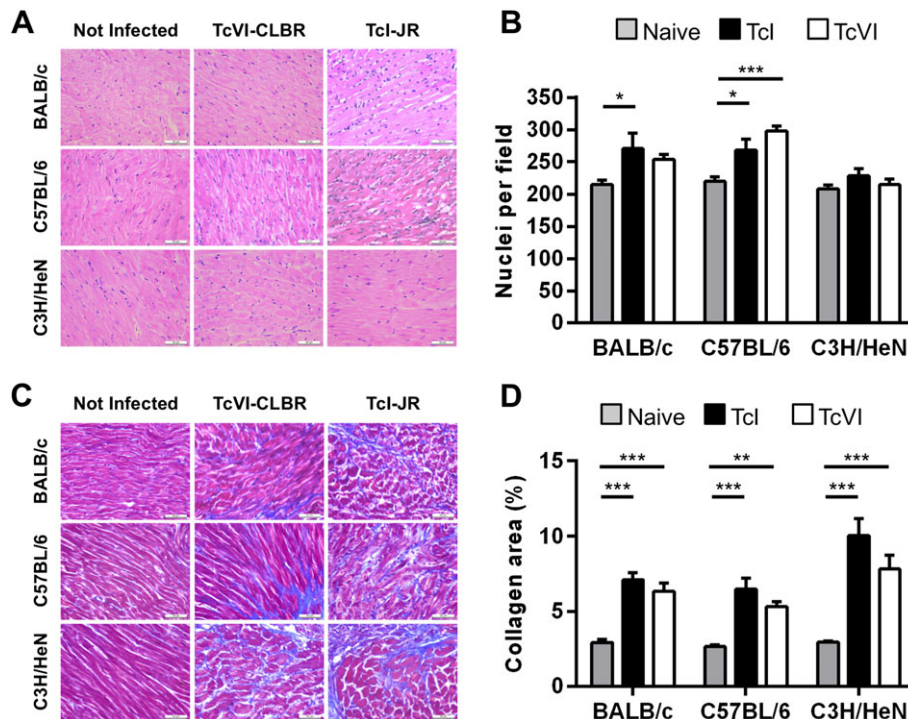 A
Not Infected TcVI-CLBR TcI-JR
BALB/c
C57BL/6
C3H/HeN
B
Naive TcI TcVI
Nuclei per field
350
300
250
200
150
100
50
0
* * ***
BALB/c C57BL/6 C3H/HeN
C
Not Infected TcVI-CLBR TcI-JR
BALB/c
C57BL/6
C3H/HeN
D
Naive TcI TcVI
Collagen area (%)
15
10
5
0
*** ** ***
*** *** ***
BALB/c C57BL/6 C3H/HeN